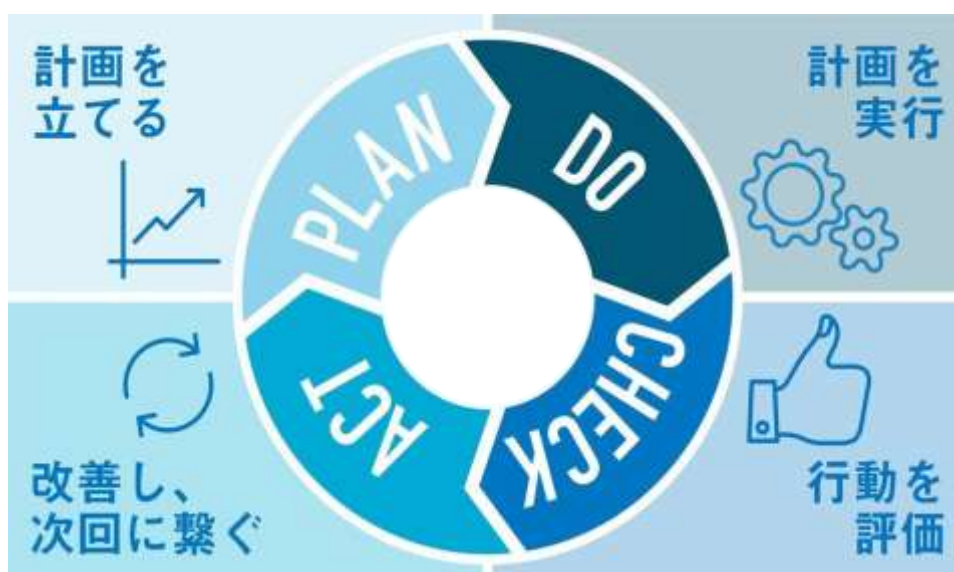 計画を
立てる
PLAN
DO
計画を
実行
CHECK
行動を
評価
ACT
改善し、
次回に繋ぐ